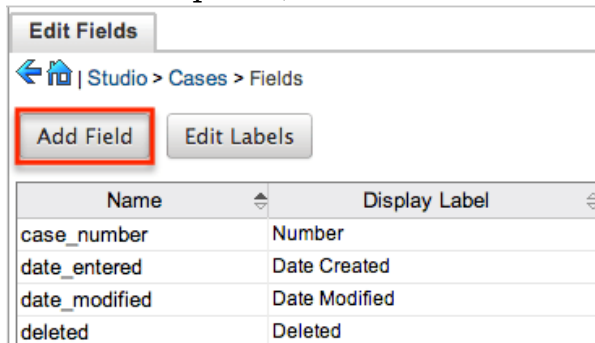 Edit Fields
| Studio > Cases > Fields
Add Field Edit Labels
Name Display Label
case_number Number
date_entered Date Created
date_modified Date Modified
deleted Deleted